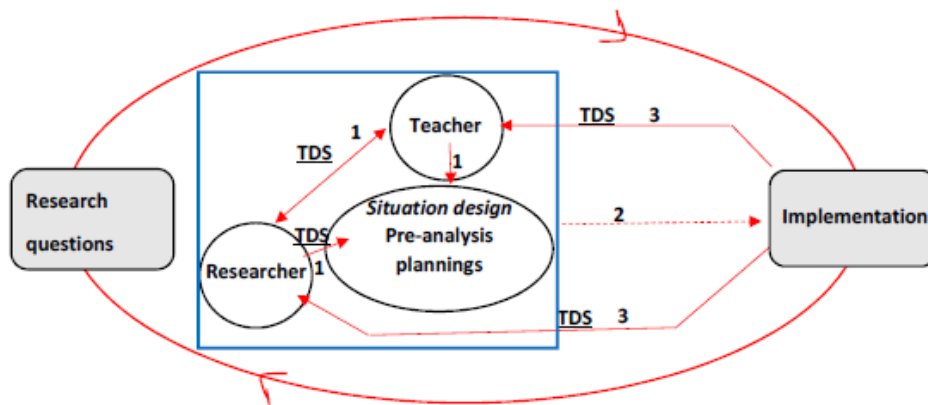 TDS 3
1
Teacher
TDS
1
Research
questions
Situation design
Pre-analysis
plannings
2
Implementation
TDS
Researcher
1
TDS 3